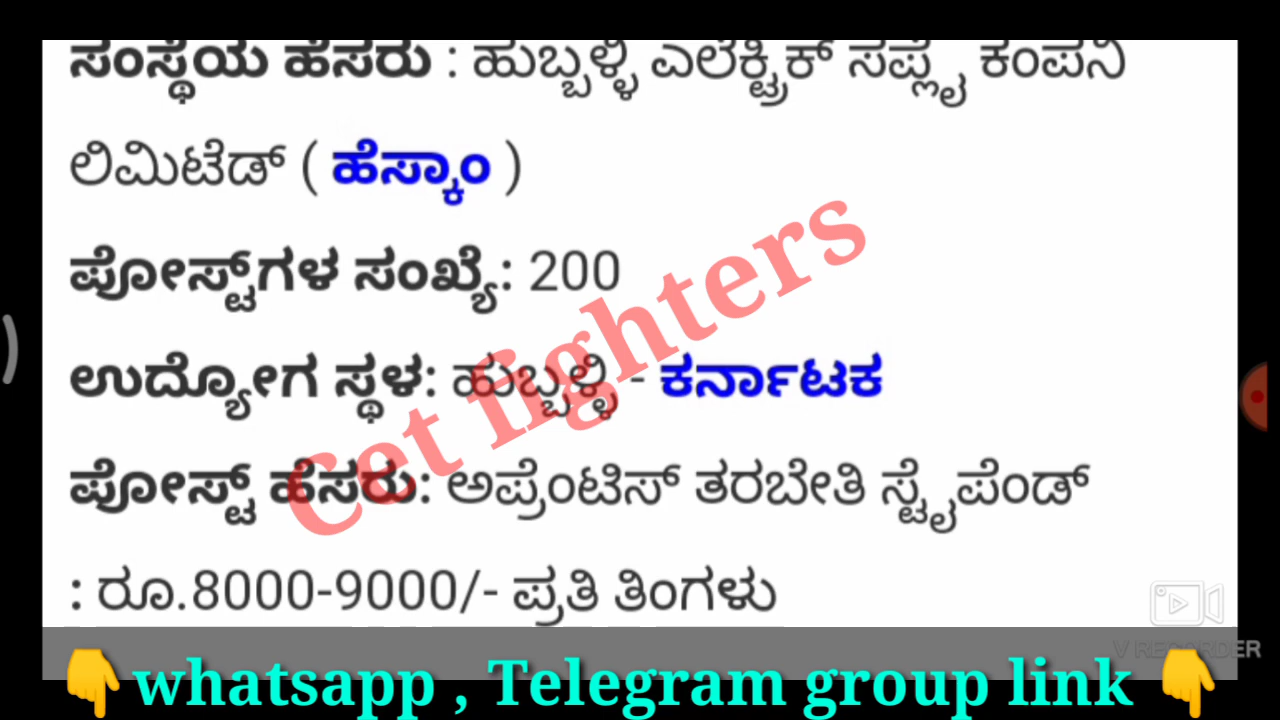 ಸಂಸ್ಥೆಯ ಹೆಸರು : ಹುಬ್ಬಳ್ಳಿ ಎಲೆಕ್ಟ್ರಿಕ್ ಸಪ್ಲೈ ಕಂಪನಿ
ಲಿಮಿಟೆಡ್ ( ಹೆಸ್ಕಾಂ )
ಪೋಸ್ಟ್‌ಗಳ ಸಂಖ್ಯೆ: 200
ಉದ್ಯೋಗ ಸ್ಥಳ: ಹುಬ್ಬಳ್ಳಿ - ಕರ್ನಾಟಕ
ಪೋಸ್ಟ್ ಹೆಸರು: ಅಪ್ರೆಂಟಿಸ್ ತರಬೇತಿ ಸ್ಟೈಪೆಂಡ್
: ರೂ.8000-9000/- ಪ್ರತಿ ತಿಂಗಳು
Cet fighters
V RECORDER
👇whatsapp , Telegram group link 👇